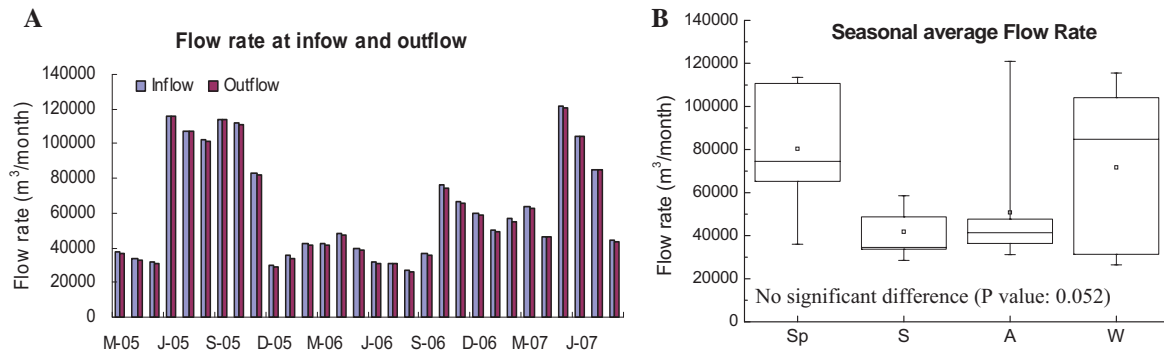 A
Flow rate at infow and outflow
Flow rate (m³/month)
140000
120000
100000
80000
60000
40000
20000
0
Inflow
Outflow
M-05 J-05 S-05 D-05 M-06 J-06 S-06 D-06 M-07 J-07
B
Seasonal average Flow Rate
Flow rate (m³/month)
140000
120000
100000
80000
60000
40000
20000
0
No significant difference (P value: 0.052)
Sp S A W